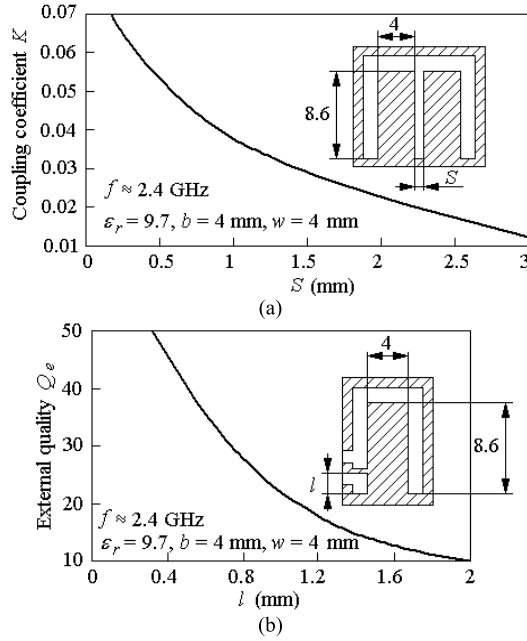 0.07
0.06
0.05
0.04
0.03
0.02
0.01
Coupling coefficient K
4
8.6
S
f ≈ 2.4 GHz
εr = 9.7, b = 4 mm, w = 4 mm
0 0.5 1 1.5 2 2.5 3
S (mm)
(a)
50
40
30
20
10
External quality Qe
4
8.6
l
f ≈ 2.4 GHz
εr = 9.7, b = 4 mm, w = 4 mm
0 0.4 0.8 1.2 1.6 2
l (mm)
(b)